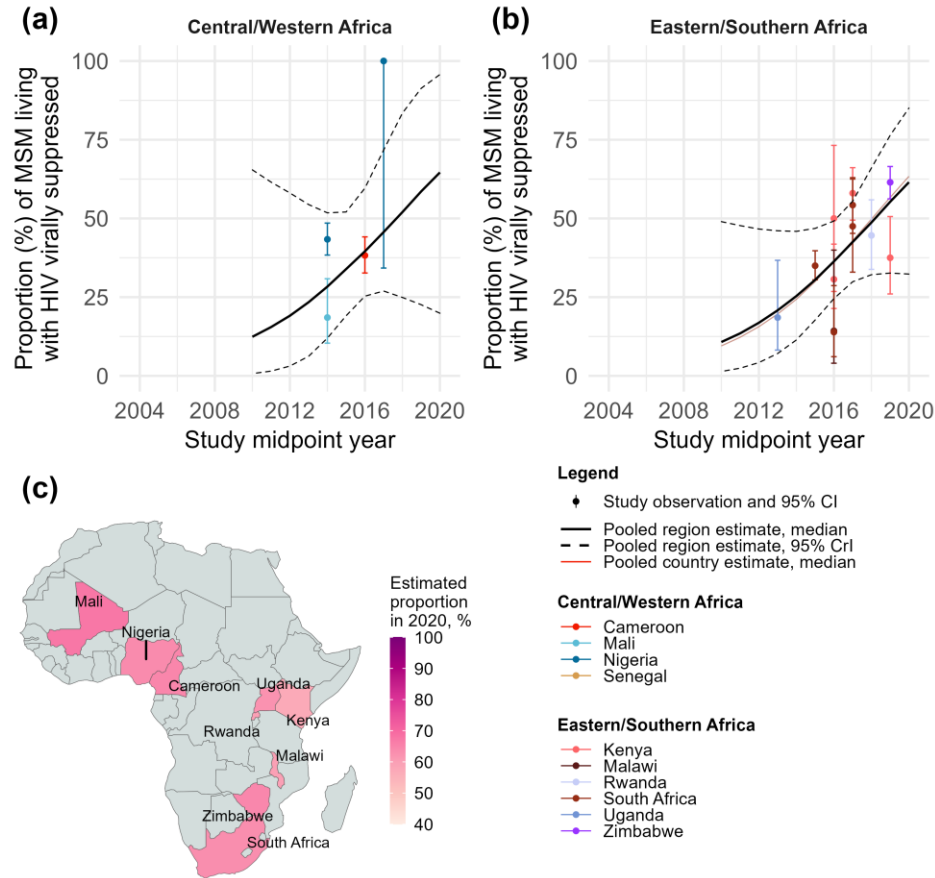 (a)
Central/Western Africa
Proportion (%) of MSM living
with HIV virally suppressed
100
75
50
25
0
2004
2008
2012
2016
2020
Study midpoint year
(b)
Eastern/Southern Africa
Proportion (%) of MSM living
with HIV virally suppressed
100
75
50
25
0
2004
2008
2012
2016
2020
Study midpoint year
(c)
Mali
Nigeria
Cameroon
Uganda
Kenya
Rwanda
Malawi
Zimbabwe
South Africa
Estimated
proportion
in 2020, %
100
90
80
70
60
50
40
Legend
Study observation and 95% CI
Pooled region estimate, median
Pooled region estimate, 95% CrI
Pooled country estimate, median
Central/Western Africa
Cameroon
Mali
Nigeria
Senegal
Eastern/Southern Africa
Kenya
Malawi
Rwanda
South Africa
Uganda
Zimbabwe